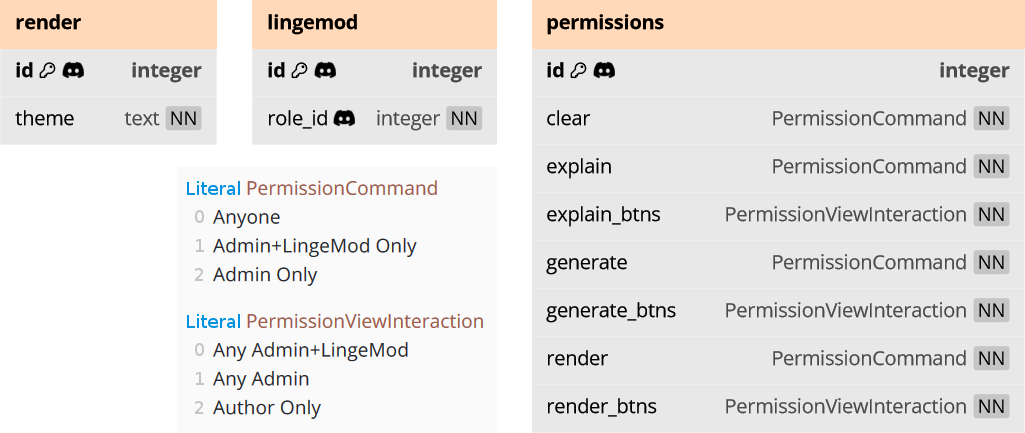 render
id integer
theme text NN
lingemod
id integer
role_id integer NN
Literal PermissionCommand
0 Anyone
1 Admin+LingeMod Only
2 Admin Only
Literal PermissionViewInteraction
0 Any Admin+LingeMod
1 Any Admin
2 Author Only
permissions
id integer
clear PermissionCommand NN
explain PermissionCommand NN
explain_btns PermissionViewInteraction NN
generate PermissionCommand NN
generate_btns PermissionViewInteraction NN
render PermissionCommand NN
render_btns PermissionViewInteraction NN